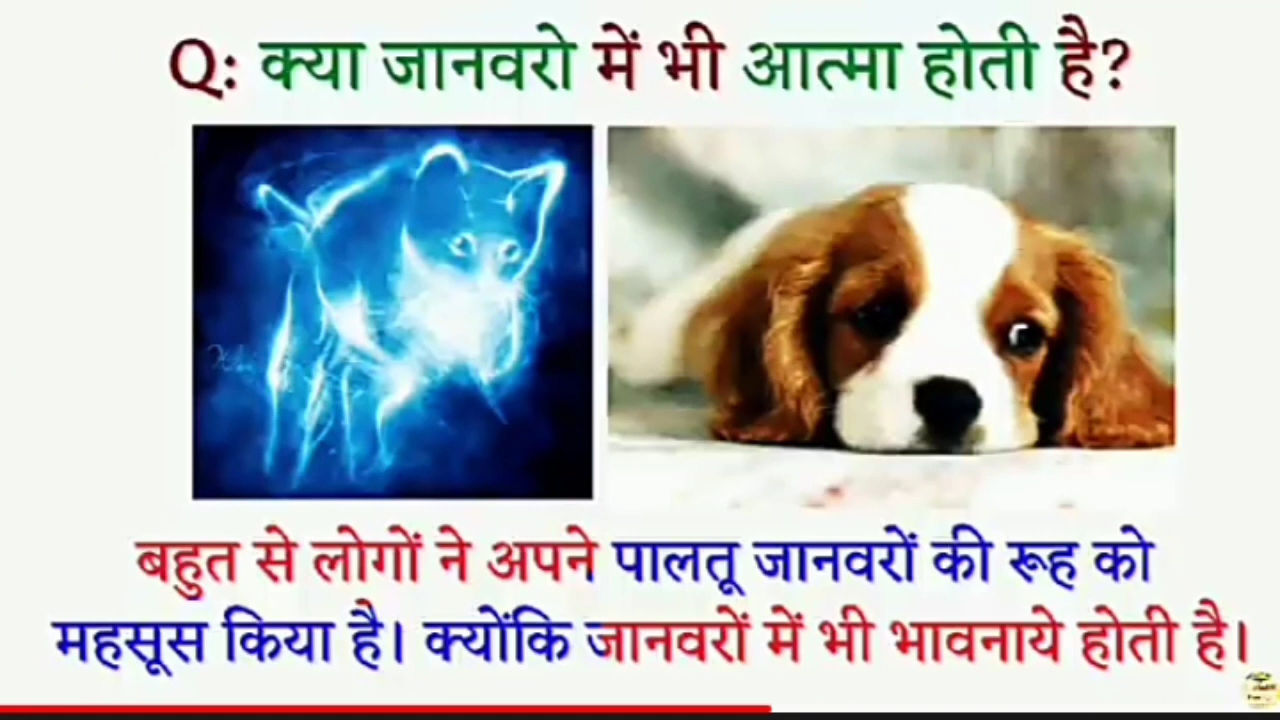 Q: क्या जानवरो में भी आत्मा होती है?
बहुत से लोगों ने अपने पालतू जानवरों की रूह को
महसूस किया है। क्योंकि जानवरों में भी भावनाये होती है।